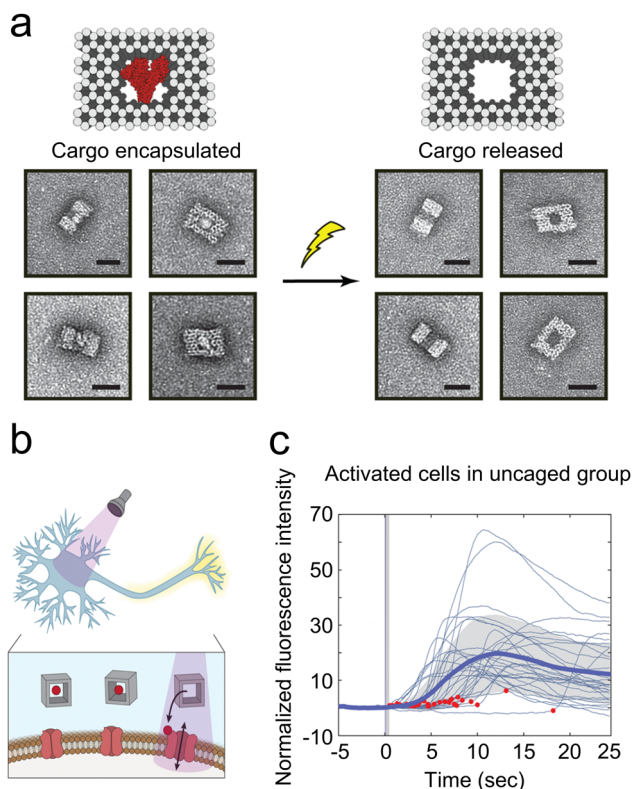 a
Cargo encapsulated
Cargo released
b
c
Activated cells in uncaged group
Normalized fluorescence intensity
70
50
30
10
-10
-5
0
5
10
15
20
25
Time (sec)